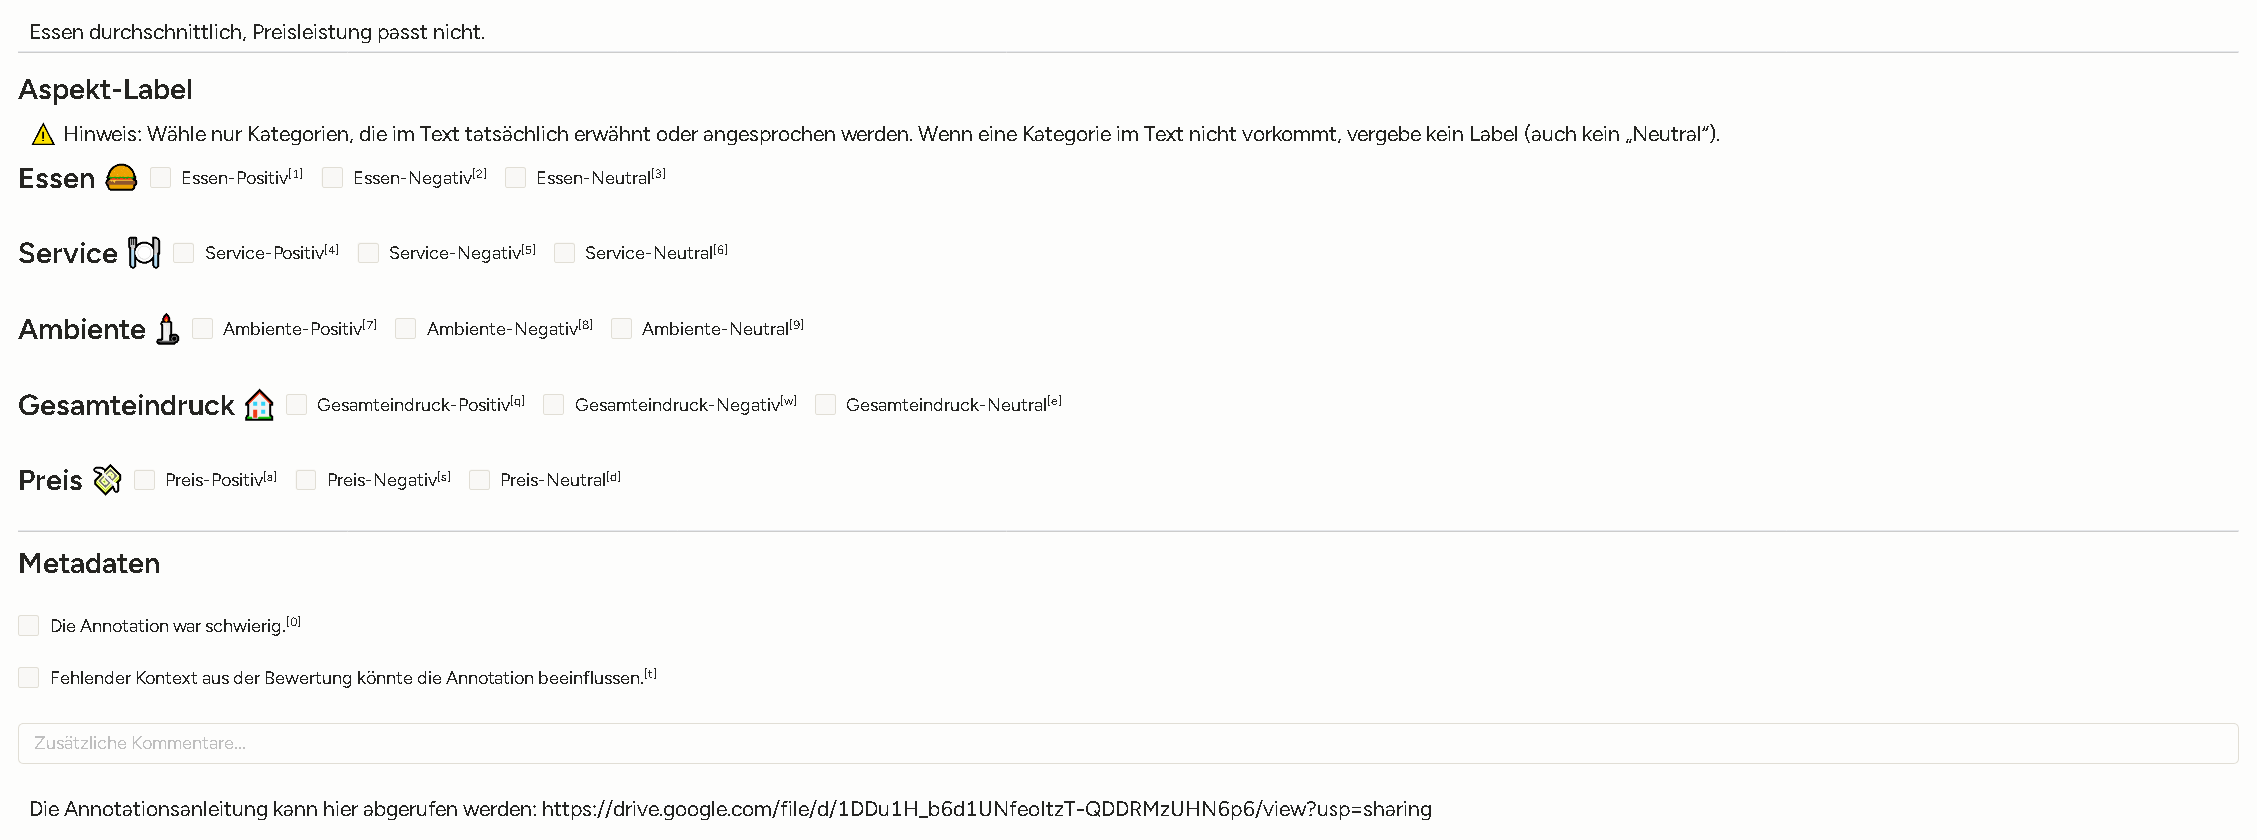 Essen durchschnittlich, Preisleistung passt nicht.
Aspekt-Label
Hinweis: Wähle nur Kategorien, die im Text tatsächlich erwähnt oder angesprochen werden. Wenn eine Kategorie im Text nicht vorkommt, vergebe kein Label (auch kein „Neutral“).
Essen Essen-Positiv[1] Essen-Negativ[2] Essen-Neutral[3]
Service Service-Positiv[4] Service-Negativ[5] Service-Neutral[6]
Ambiente Ambiente-Positiv[7] Ambiente-Negativ[8] Ambiente-Neutral[9]
Gesamteindruck Gesamteindruck-Positiv[q] Gesamteindruck-Negativ[w] Gesamteindruck-Neutral[e]
Preis Preis-Positiv[a] Preis-Negativ[s] Preis-Neutral[d]
Metadaten
Die Annotation war schwierig.[0]
Fehlender Kontext aus der Bewertung könnte die Annotation beeinflussen.[t]
Zusätzliche Kommentare...
Die Annotationsanleitung kann hier abgerufen werden: https://drive.google.com/file/d/1DDu1H_b6d1UNfeoItzT-QDDRMzUHN6p6/view?usp=sharing